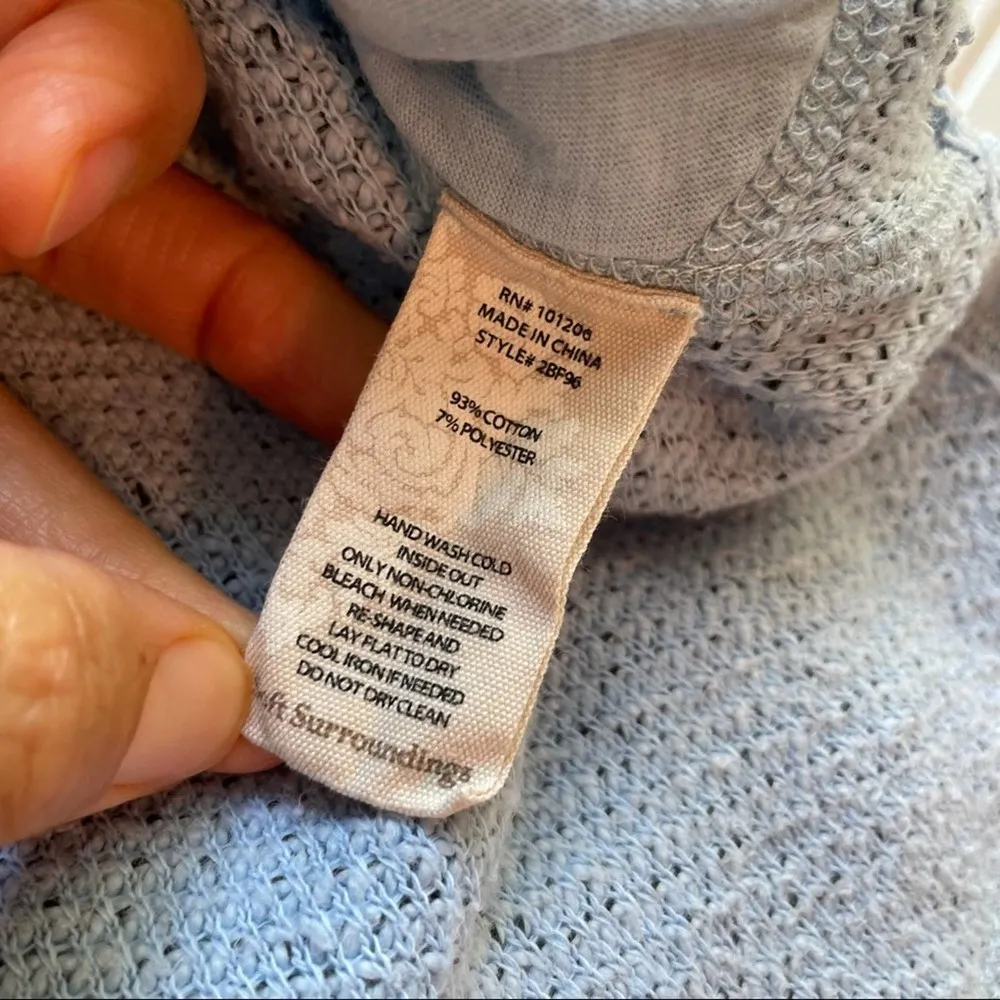 RN# 101206
MADE IN CHINA
STYLE# 2BF96
93% COTTON
7% POLYESTER
HAND WASH COLD
INSIDE OUT
ONLY NON-CHLORINE
BLEACH WHEN NEEDED
RE-SHAPE AND
LAY FLAT TO DRY
COOL IRON IF NEEDED
DO NOT DRY CLEAN
Surroundings